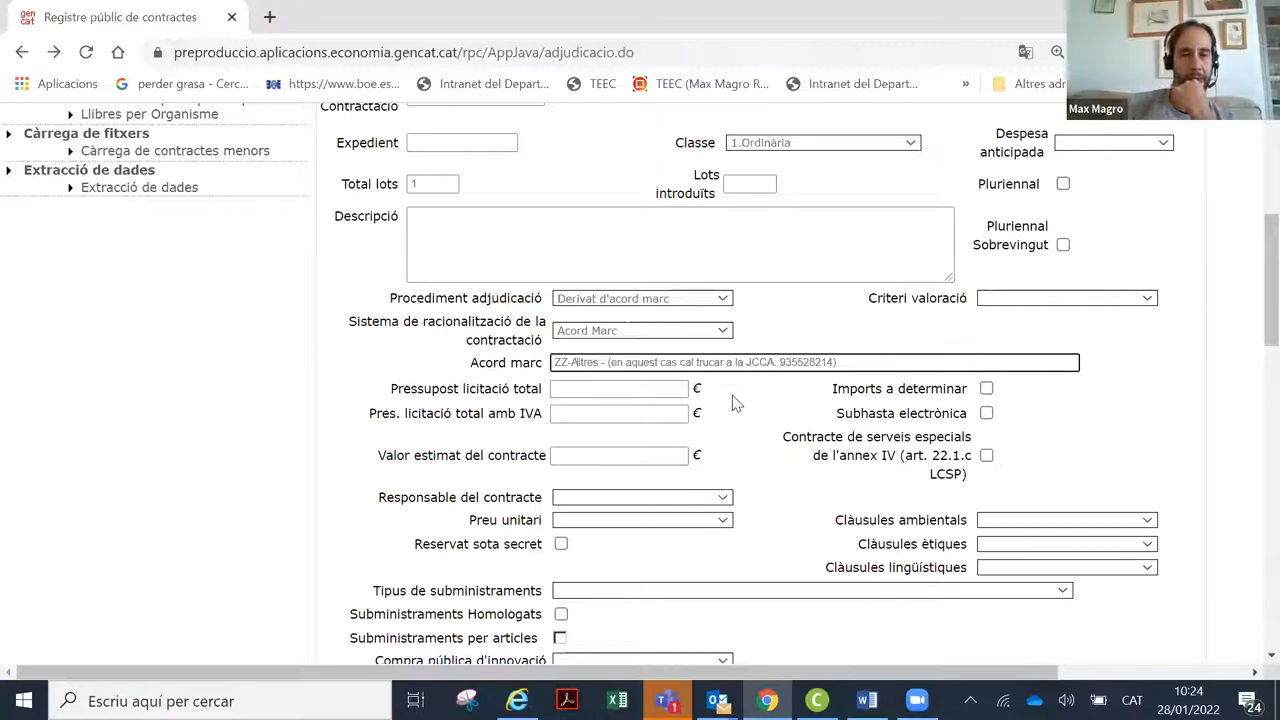 gen
cat
Registre públic de contractes
preproduccio.aplicacions.economia.gencat.cat/rpc/AppJava/adjudicacio.do
Aplicacions
perder grasa - Cerc...
https://www.boe.es...
Intranet del Depart...
TEEC
TEEC (Max Magro R...
Intranet del Depart...
»
Altres adr
Max Magro
Llibres per Organisme
Càrrega de fitxers
Càrrega de contractes menors
Extracció de dades
Extracció de dades
Contractació
Expedient
Classe
1.Ordinària
Despesa
anticipada
Total lots
1
Lots
introduïts
Pluriennal
Descripció
Pluriennal
Sobrevingut
Procediment adjudicació
Derivat d'acord marc
Criteri valoració
Sistema de racionalització de la
contractació
Acord Marc
Acord marc
ZZ-Altres - (en aquest cas cal trucar a la JCCA: 935528214)
Pressupost licitació total
€
Imports a determinar
Pres. licitació total amb IVA
€
Subhasta electrònica
Valor estimat del contracte
€
Contracte de serveis especials
de l'annex IV (art. 22.1.c
LCSP)
Responsable del contracte
Preu unitari
Clàusules ambientals
Reservat sota secret
Clàusules ètiques
Clàusules lingüístiques
Tipus de subministraments
Subministraments Homologats
Subministraments per articles
Compra pública d'innovació
Escriu aquí per cercar
1
CAT
10:24
28/01/2022
24